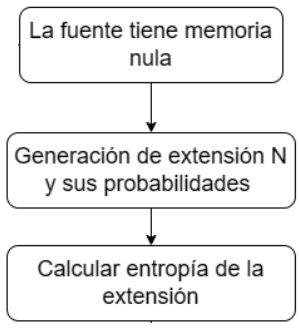 La fuente tiene memoria
nula
Generación de extensión N
y sus probabilidades
Calcular entropía de la
extensión